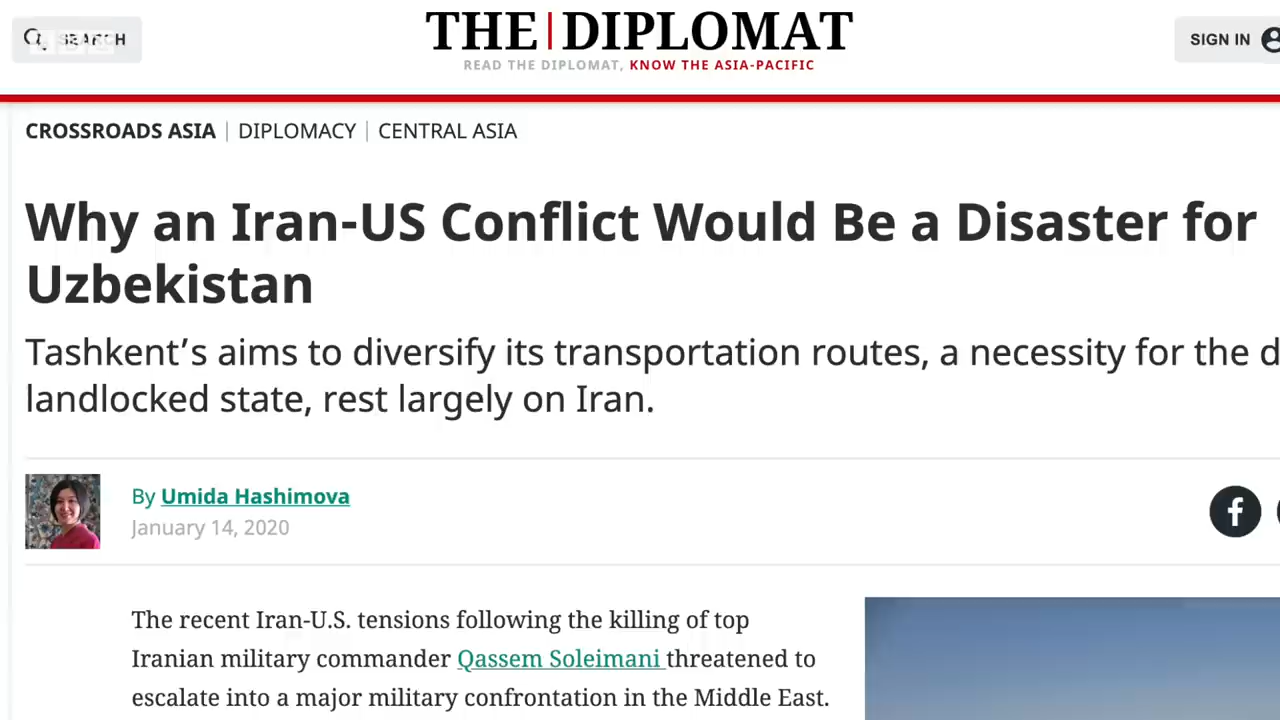 SEARCH
THE DIPLOMAT
SIGN IN
READ THE DIPLOMAT, KNOW THE ASIA-PACIFIC
CROSSROADS ASIA | DIPLOMACY | CENTRAL ASIA
Why an Iran-US Conflict Would Be a Disaster for
Uzbekistan
Tashkent’s aims to diversify its transportation routes, a necessity for the d
landlocked state, rest largely on Iran.
By Umida Hashimova
January 14, 2020
The recent Iran-U.S. tensions following the killing of top
Iranian military commander Qassem Soleimani threatened to
escalate into a major military confrontation in the Middle East.